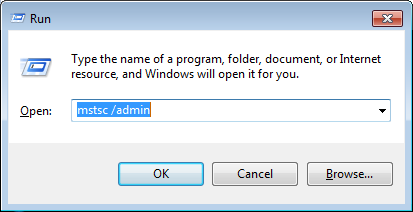 Run
Type the name of a program, folder, document, or Internet
resource, and Windows will open it for you.
Open: mstsc /admin
OK Cancel Browse...